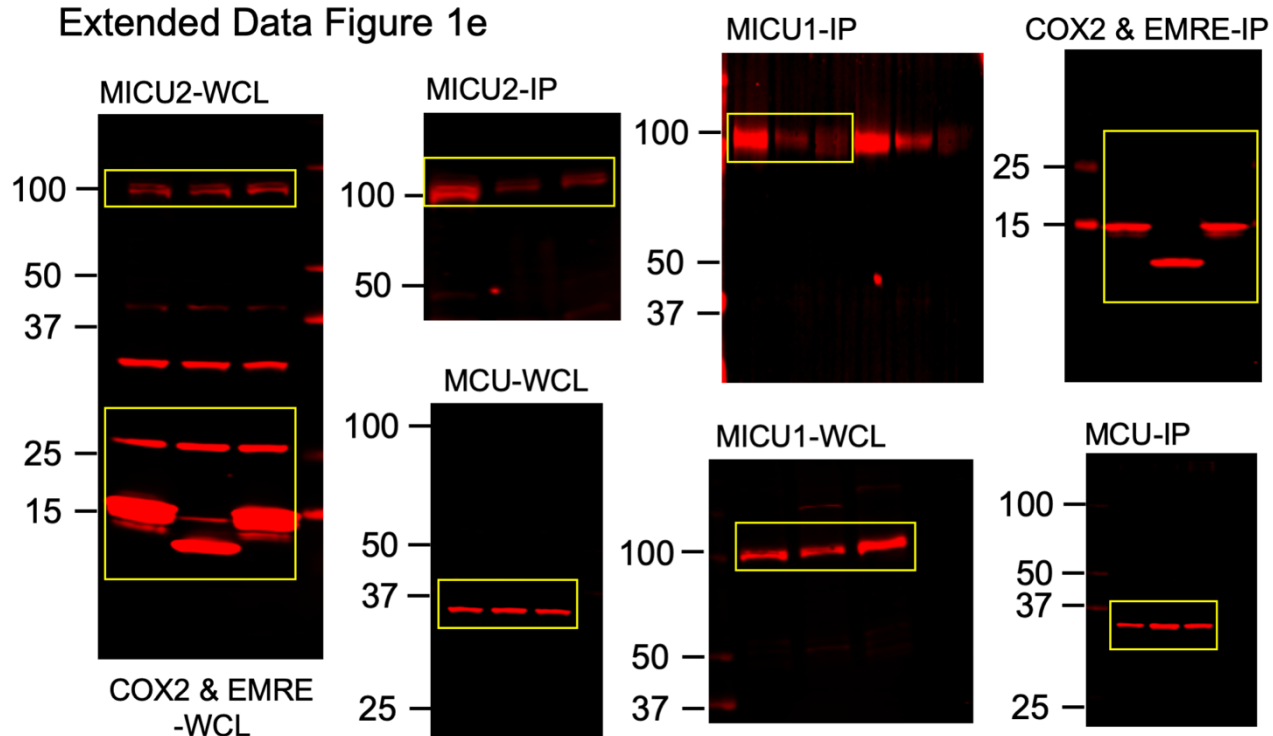 Extended Data Figure 1e
MICU2-WCL
100
50
37
25
15
COX2 & EMRE
-WCL
MICU2-IP
100
50
MCU-WCL
100
50
37
25
MICU1-IP
100
50
37
MICU1-WCL
100
50
37
COX2 & EMRE-IP
25
15
MCU-IP
100
50
37
25